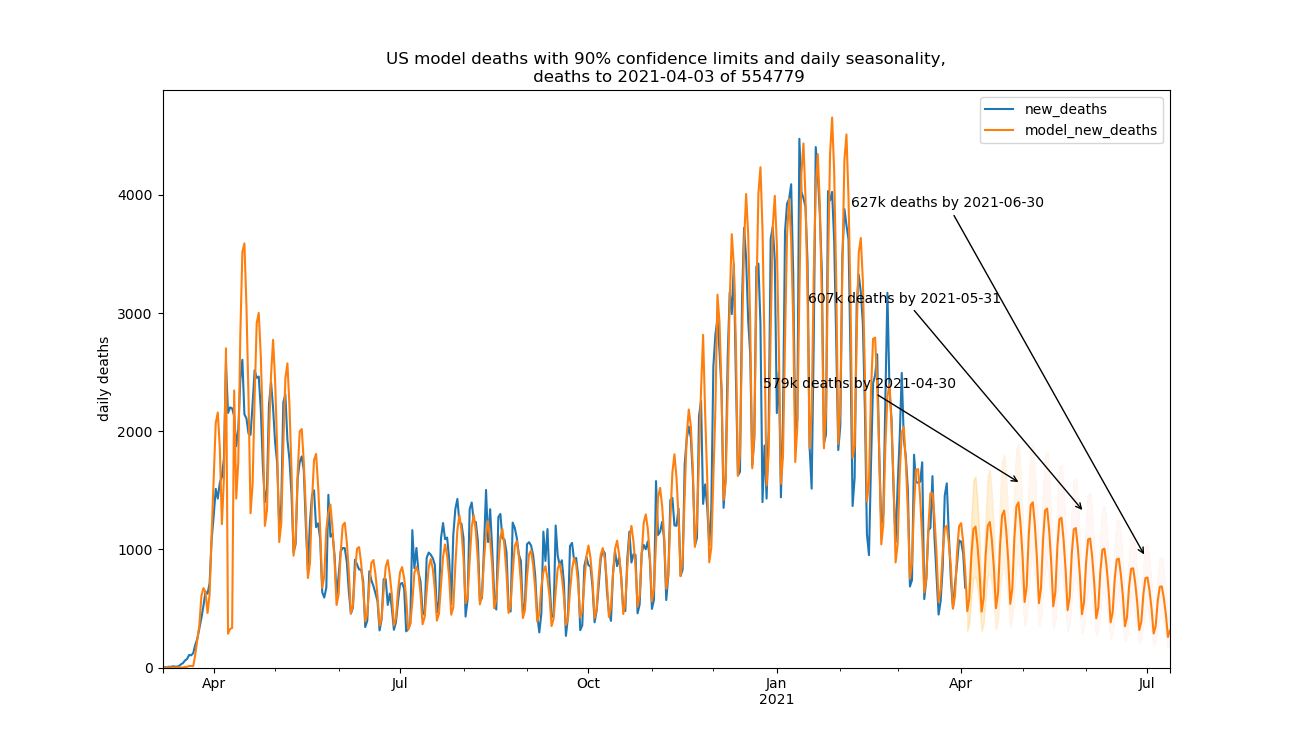 US model deaths with 90% confidence limits and daily seasonality,
deaths to 2021-04-03 of 554779
new_deaths
model_new_deaths
daily deaths
4000
3000
2000
1000
0
627k deaths by 2021-06-30
607k deaths by 2021-05-31
579k deaths by 2021-04-30
Apr
Jul
Oct
Jan
2021
Apr
Jul